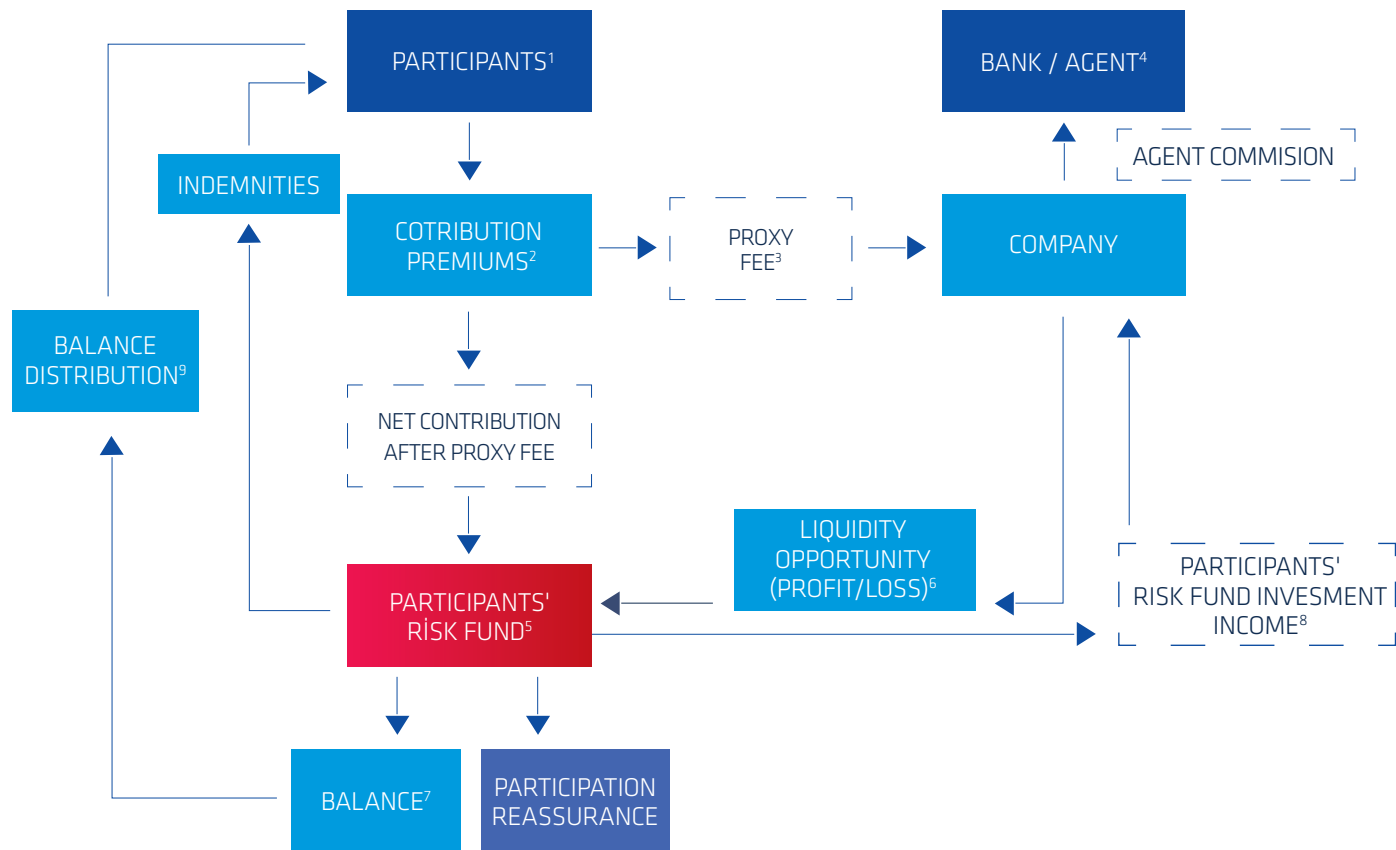 PARTICIPANTS¹
BANK / AGENT⁴
AGENT COMMISION
INDEMNITIES
COTRIBUTION
PREMIUMS²
PROXY
FEE³
COMPANY
BALANCE
DISTRIBUTION⁹
NET CONTRIBUTION
AFTER PROXY FEE
LIQUIDITY
OPPORTUNITY
(PROFIT/LOSS)⁶
PARTICIPANTS'
RISK FUND INVESMENT
INCOME⁸
PARTICIPANTS'
RİSK FUND⁵
BALANCE⁷
PARTICIPATION
REASSURANCE